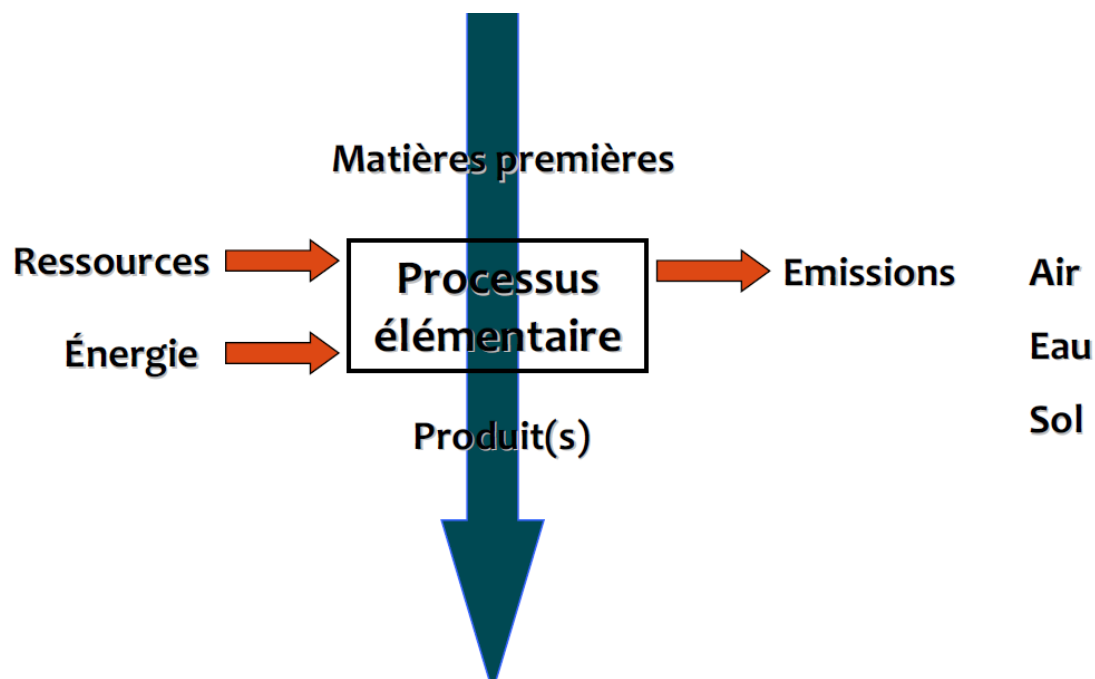 Matières premières
Ressources
Processus
élémentaire
Emissions
Air
Énergie
Eau
Produit(s)
Sol